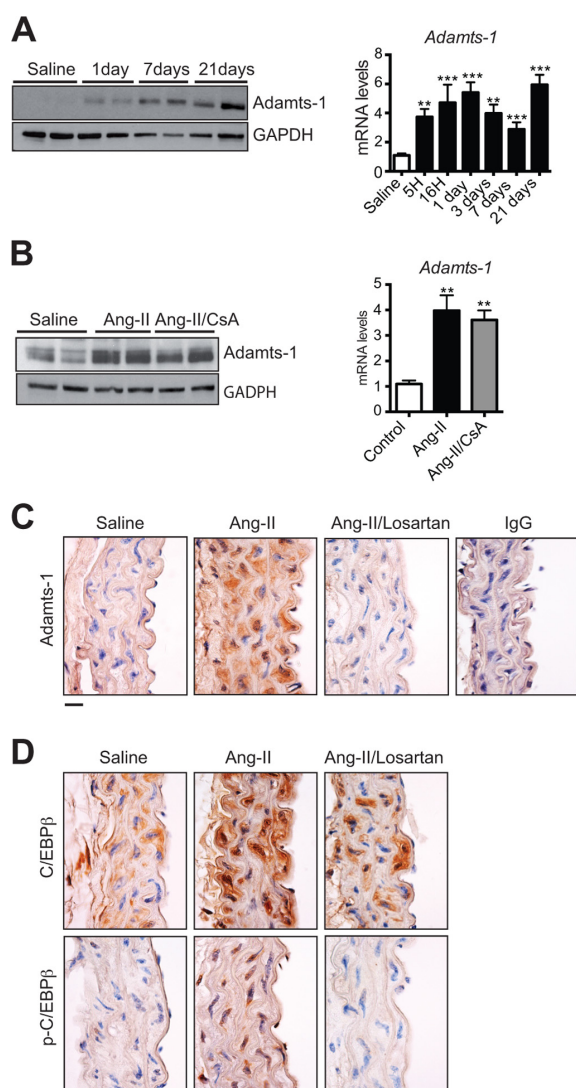 A
Saline 1day 7days 21days
Adamts-1
GAPDH
Adamts-1
mRNA levels
8
6
4
2
0
Saline
5H
16H
1 day
3 days
7 days
21 days
**
***
***
**
***
***
B
Saline Ang-II Ang-II/CsA
Adamts-1
GADPH
Adamts-1
mRNA levels
5
4
3
2
1
0
Control
Ang-II
Ang-II/CsA
**
**
C
Saline Ang-II Ang-II/Losartan IgG
Adamts-1
D
Saline Ang-II Ang-II/Losartan
C/EBPβ
p-C/EBPβ